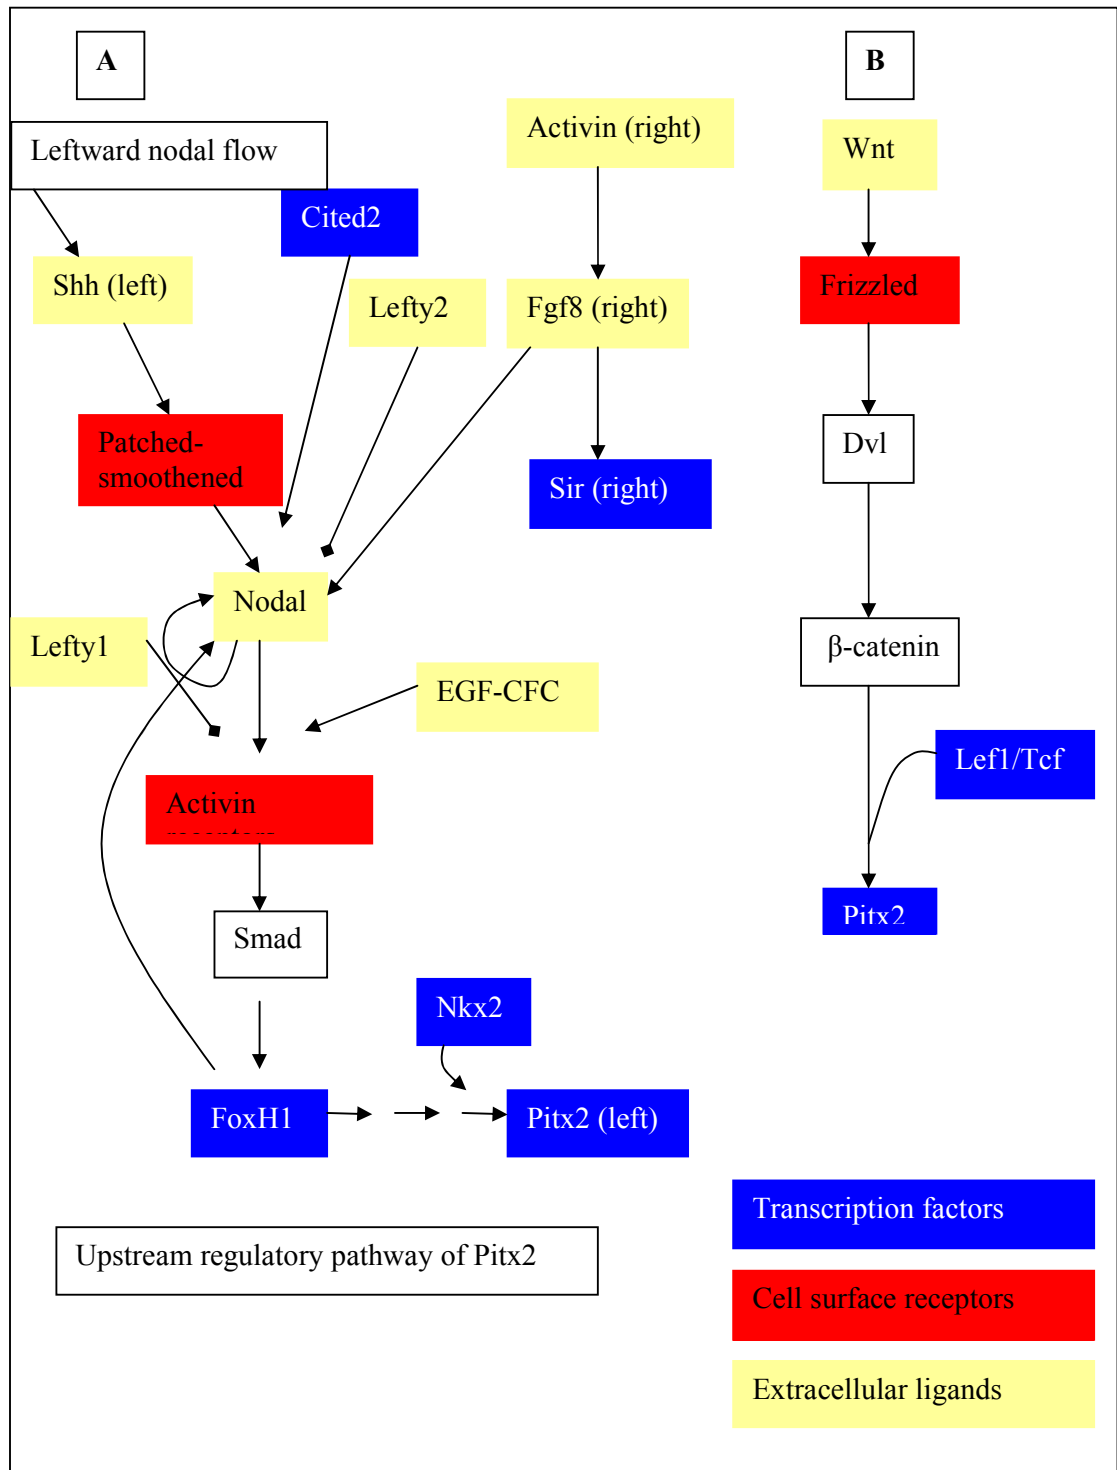 A
B
Leftward nodal flow
Activin (right)
Wnt
Cited2
Shh (left)
Lefty2
Fgf8 (right)
Frizzled
Patched-
smoothened
Sir (right)
Dvl
Nodal
Lefty1
β-catenin
EGF-CFC
Lef1/Tcf
Activin
Pitx2
Smad
Nkx2
FoxH1
Pitx2 (left)
Transcription factors
Upstream regulatory pathway of Pitx2
Cell surface receptors
Extracellular ligands